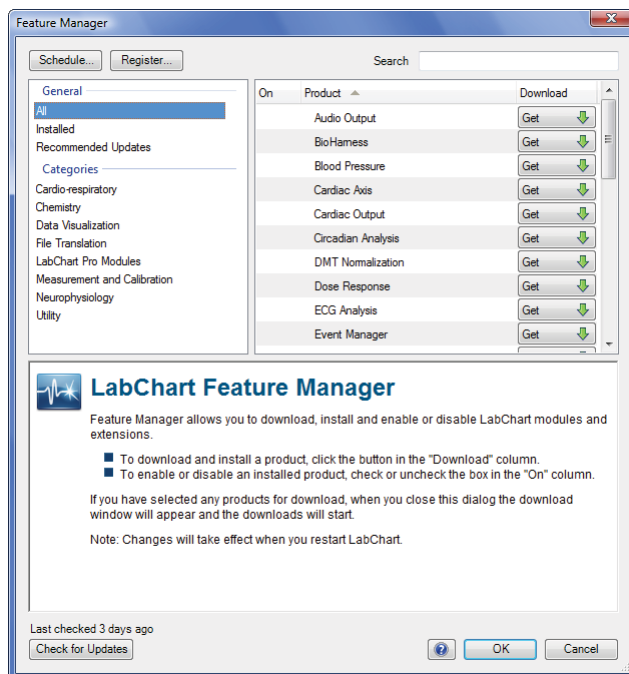 Feature Manager
Schedule... Register... Search
General
All
Installed
Recommended Updates
Categories
Cardio-respiratory
Chemistry
Data Visualization
File Translation
LabChart Pro Modules
Measurement and Calibration
Neurophysiology
Utility
On Product Download
Audio Output Get
BioHarness Get
Blood Pressure Get
Cardiac Axis Get
Cardiac Output Get
Circadian Analysis Get
DMT Normalization Get
Dose Response Get
ECG Analysis Get
Event Manager Get
LabChart Feature Manager
Feature Manager allows you to download, install and enable or disable LabChart modules and
extensions.
To download and install a product, click the button in the "Download" column.
To enable or disable an installed product, check or uncheck the box in the "On" column.
If you have selected any products for download, when you close this dialog the download
window will appear and the downloads will start.
Note: Changes will take effect when you restart LabChart.
Last checked 3 days ago
Check for Updates OK Cancel